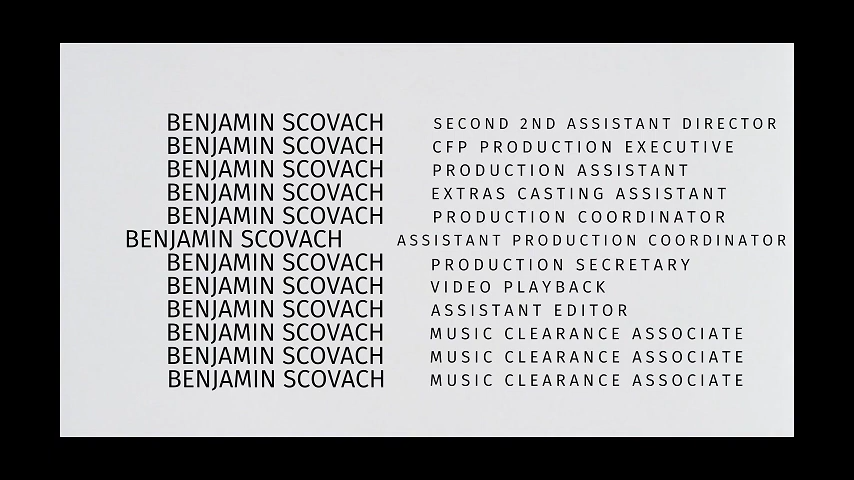 BENJAMIN SCOVACH SECOND 2ND ASSISTANT DIRECTOR
BENJAMIN SCOVACH CFP PRODUCTION EXECUTIVE
BENJAMIN SCOVACH PRODUCTION ASSISTANT
BENJAMIN SCOVACH EXTRAS CASTING ASSISTANT
BENJAMIN SCOVACH PRODUCTION COORDINATOR
BENJAMIN SCOVACH ASSISTANT PRODUCTION COORDINATOR
BENJAMIN SCOVACH PRODUCTION SECRETARY
BENJAMIN SCOVACH VIDEO PLAYBACK
BENJAMIN SCOVACH ASSISTANT EDITOR
BENJAMIN SCOVACH MUSIC CLEARANCE ASSOCIATE
BENJAMIN SCOVACH MUSIC CLEARANCE ASSOCIATE
BENJAMIN SCOVACH MUSIC CLEARANCE ASSOCIATE